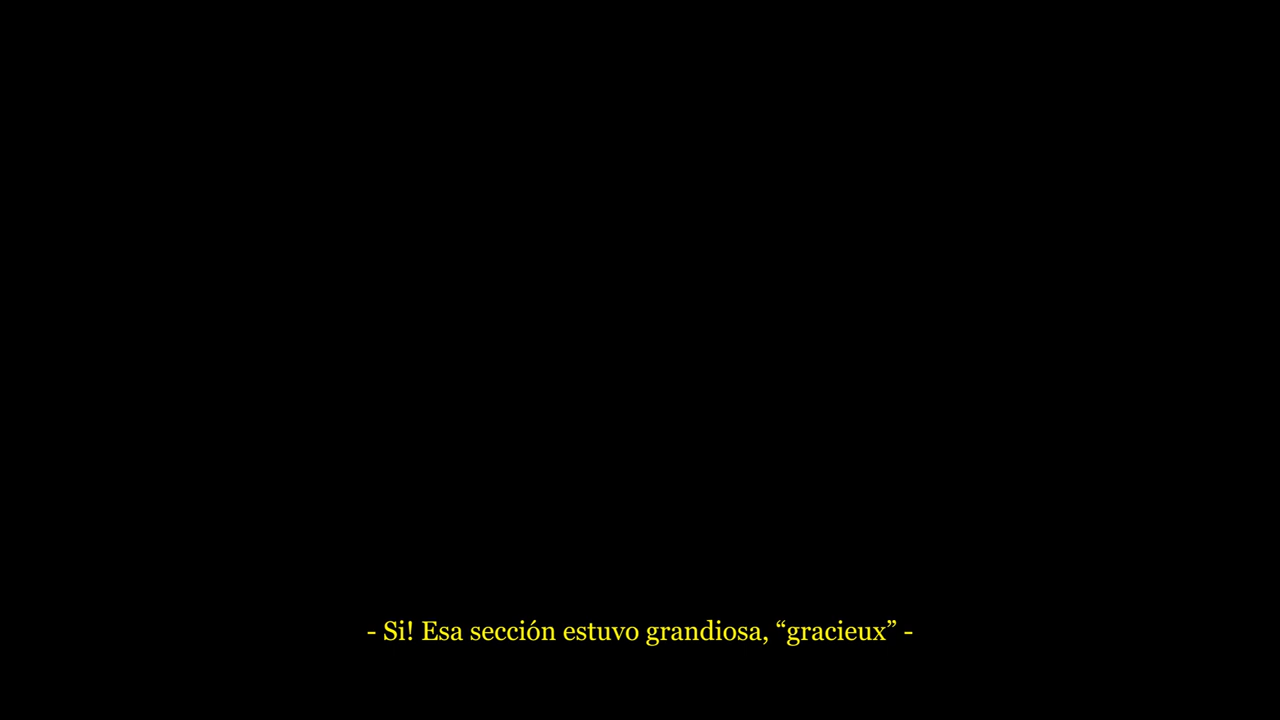 - Si! Esa sección estuvo grandiosa, “gracieux” -